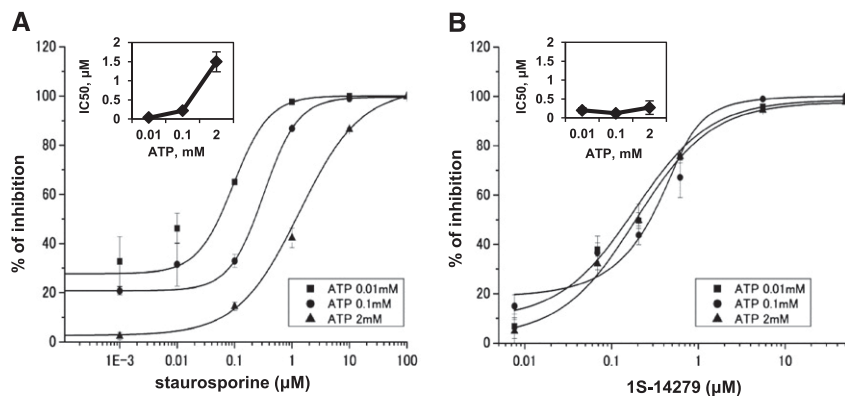 A
120
100
80
60
40
20
0
% of inhibition
2
1.5
1
0.5
0
IC50, µM
0.01 0.1 2
ATP, mM
ATP 0.01mM
ATP 0.1mM
ATP 2mM
1E-3 0.01 0.1 1 10 100
staurosporine (µM)
B
120
100
80
60
40
20
0
% of inhibition
2
1.5
1
0.5
0
IC50, µM
0.01 0.1 2
ATP, mM
ATP 0.01mM
ATP 0.1mM
ATP 2mM
0.01 0.1 1 10
1S-14279 (µM)